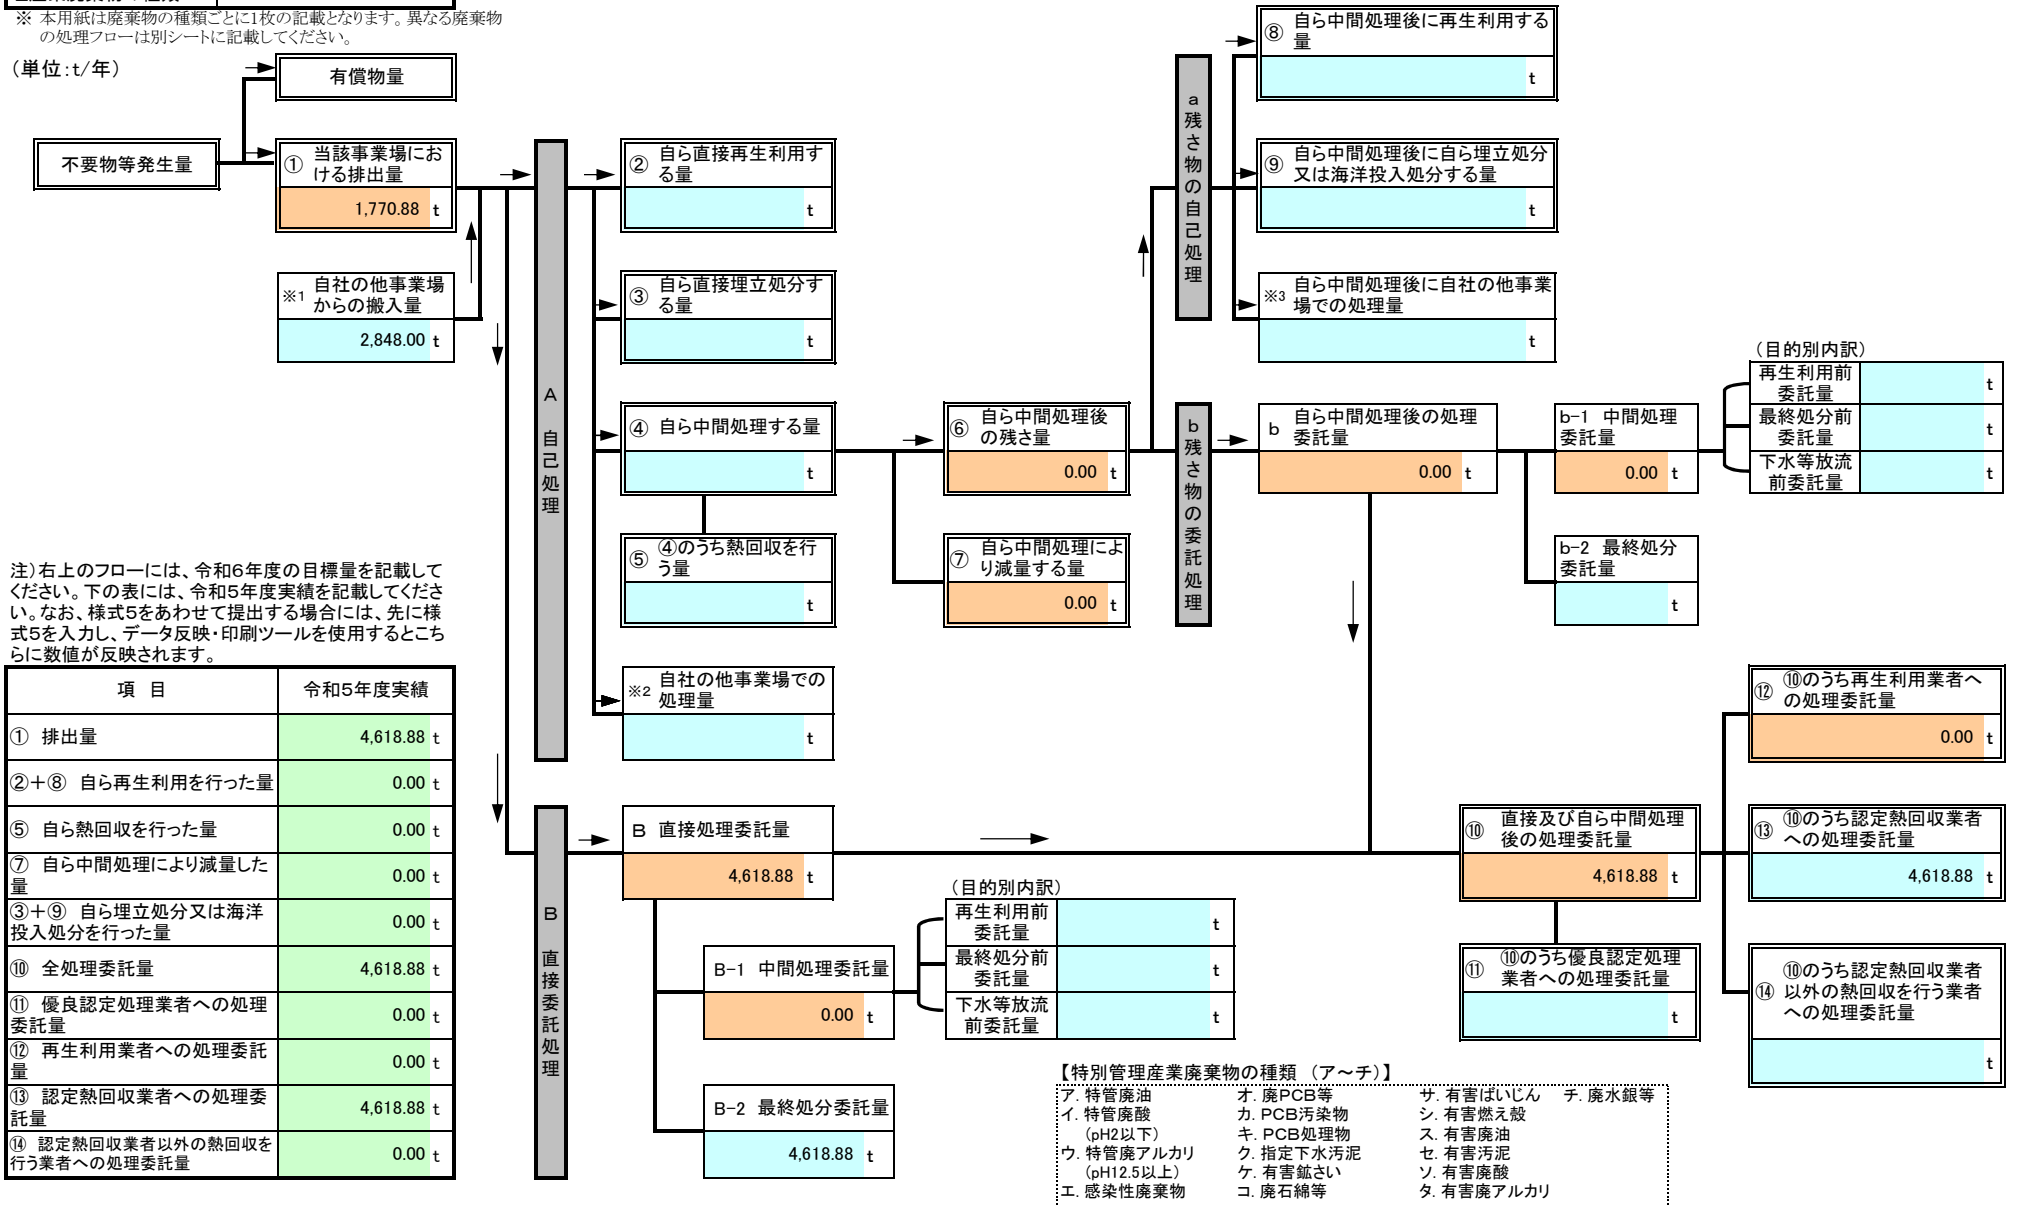 ※ 本用紙は廃棄物の種類ごとに1枚の記載となります。異なる廃棄物
の処理フローは別シートに記載してください。
(単位:t/年)
有償物量
不要物等発生量
① 当該事業場にお
ける排出量
1,770.88 t
※1 自社の他事業場
からの搬入量
2,848.00 t
A 自己処理
② 自ら直接再生利用す
る量
t
③ 自ら直接埋立処分す
る量
t
④ 自ら中間処理する量
t
⑤ ④のうち熱回収を行
う量
t
※2 自社の他事業場での
処理量
t
⑥ 自ら中間処理後
の残さ量
0.00 t
⑦ 自ら中間処理によ
り減量する量
0.00 t
a 残さ物の自己処理
⑧ 自ら中間処理後に再生利用する
量
t
⑨ 自ら中間処理後に自ら埋立処分
又は海洋投入処分する量
t
※3 自ら中間処理後に自社の他事業
場での処理量
t
b 残さ物の委託処理
b 自ら中間処理後の処理
委託量
0.00 t
b-1 中間処理
委託量
0.00 t
(目的別内訳)
再生利用前
委託量
t
最終処分前
委託量
t
下水等放流
前委託量
t
b-2 最終処分
委託量
t
注)右上のフローには、令和6年度の目標量を記載して
ください。下の表には、令和5年度実績を記載してくださ
い。なお、様式5をあわせて提出する場合には、先に様
式5を入力し、データ反映・印刷ツールを使用するとこち
らに数値が反映されます。
項 目 令和5年度実績
① 排出量 4,618.88 t
②+⑧ 自ら再生利用を行った量 0.00 t
⑤ 自ら熱回収を行った量 0.00 t
⑦ 自ら中間処理により減量した
量 0.00 t
③+⑨ 自ら埋立処分又は海洋
投入処分を行った量 0.00 t
⑩ 全処理委託量 4,618.88 t
⑪ 優良認定処理業者への処理
委託量 0.00 t
⑫ 再生利用業者への処理委託
量 0.00 t
⑬ 認定熱回収業者への処理委
託量 4,618.88 t
⑭ 認定熱回収業者以外の熱回収を
行う業者への処理委託量 0.00 t
B 直接委託処理
B 直接処理委託量
4,618.88 t
B-1 中間処理委託量
0.00 t
(目的別内訳)
再生利用前
委託量
t
最終処分前
委託量
t
下水等放流
前委託量
t
B-2 最終処分委託量
4,618.88 t
⑩ 直接及び自ら中間処理
後の処理委託量
4,618.88 t
⑪ ⑩のうち優良認定処理
業者への処理委託量
t
⑫ ⑩のうち再生利用業者へ
の処理委託量
0.00 t
⑬ ⑩のうち認定熱回収業者
への処理委託量
4,618.88 t
⑭ ⑩のうち認定熱回収業者
以外の熱回収を行う業者
への処理委託量
t
【特別管理産業廃棄物の種類 (ア~チ)】
ア. 特管廃油 オ. 廃PCB等 サ. 有害ばいじん チ. 廃水銀等
イ. 特管廃酸 カ. PCB汚染物 シ. 有害燃え殻
(pH2以下) キ. PCB処理物 ス. 有害廃油
ウ. 特管廃アルカリ ク. 指定下水汚泥 セ. 有害汚泥
(pH12.5以上) ケ. 有害鉱さい ソ. 有害廃酸
エ. 感染性廃棄物 コ. 廃石綿等 タ. 有害廃アルカリ